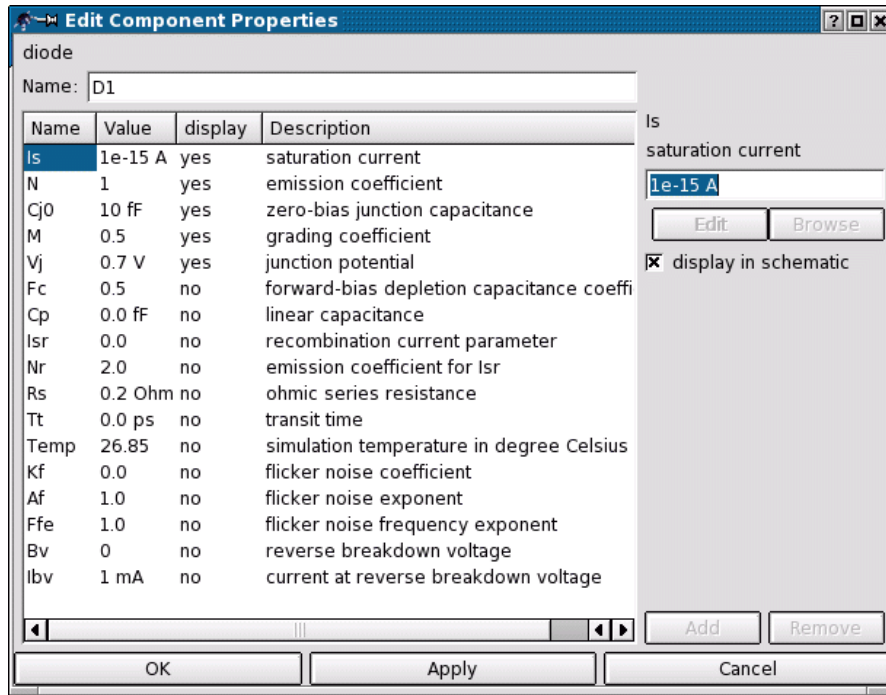 Edit Component Properties
diode
Name: D1
Name Value display Description
Is 1e-15 A yes saturation current
N 1 yes emission coefficient
Cj0 10 fF yes zero-bias junction capacitance
M 0.5 yes grading coefficient
Vj 0.7 V yes junction potential
Fc 0.5 no forward-bias depletion capacitance coeffi
Cp 0.0 fF no linear capacitance
Isr 0.0 no recombination current parameter
Nr 2.0 no emission coefficient for Isr
Rs 0.2 Ohm no ohmic series resistance
Tt 0.0 ps no transit time
Temp 26.85 no simulation temperature in degree Celsius
Kf 0.0 no flicker noise coefficient
Af 1.0 no flicker noise exponent
Ffe 1.0 no flicker noise frequency exponent
Bv 0 no reverse breakdown voltage
Ibv 1 mA no current at reverse breakdown voltage
Is
saturation current
1e-15 A
Edit Browse
display in schematic
Add Remove
OK Apply Cancel